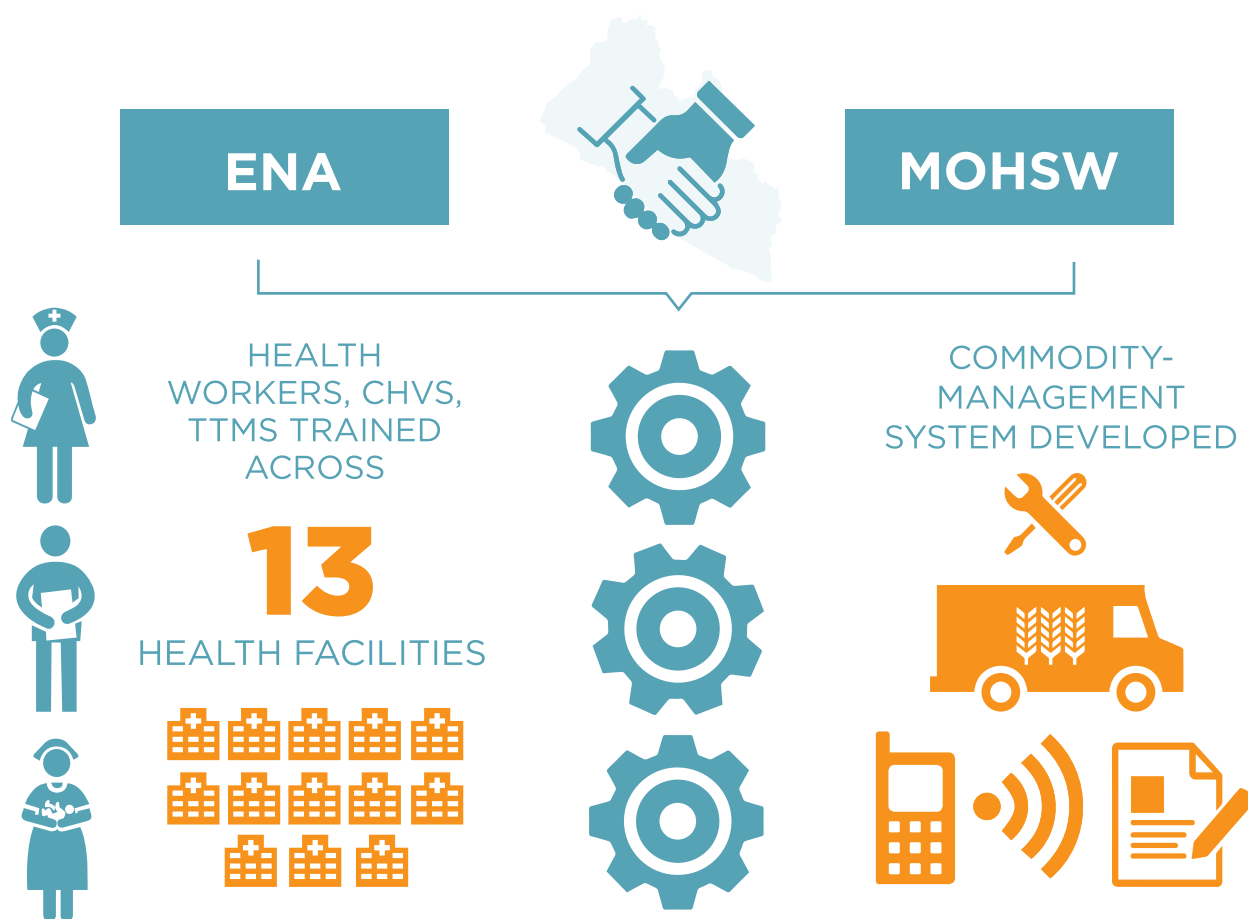 ENA
MOHSW
HEALTH
WORKERS, CHVS,
TTMS TRAINED
ACROSS
13
HEALTH FACILITIES
COMMODITY-
MANAGEMENT
SYSTEM DEVELOPED